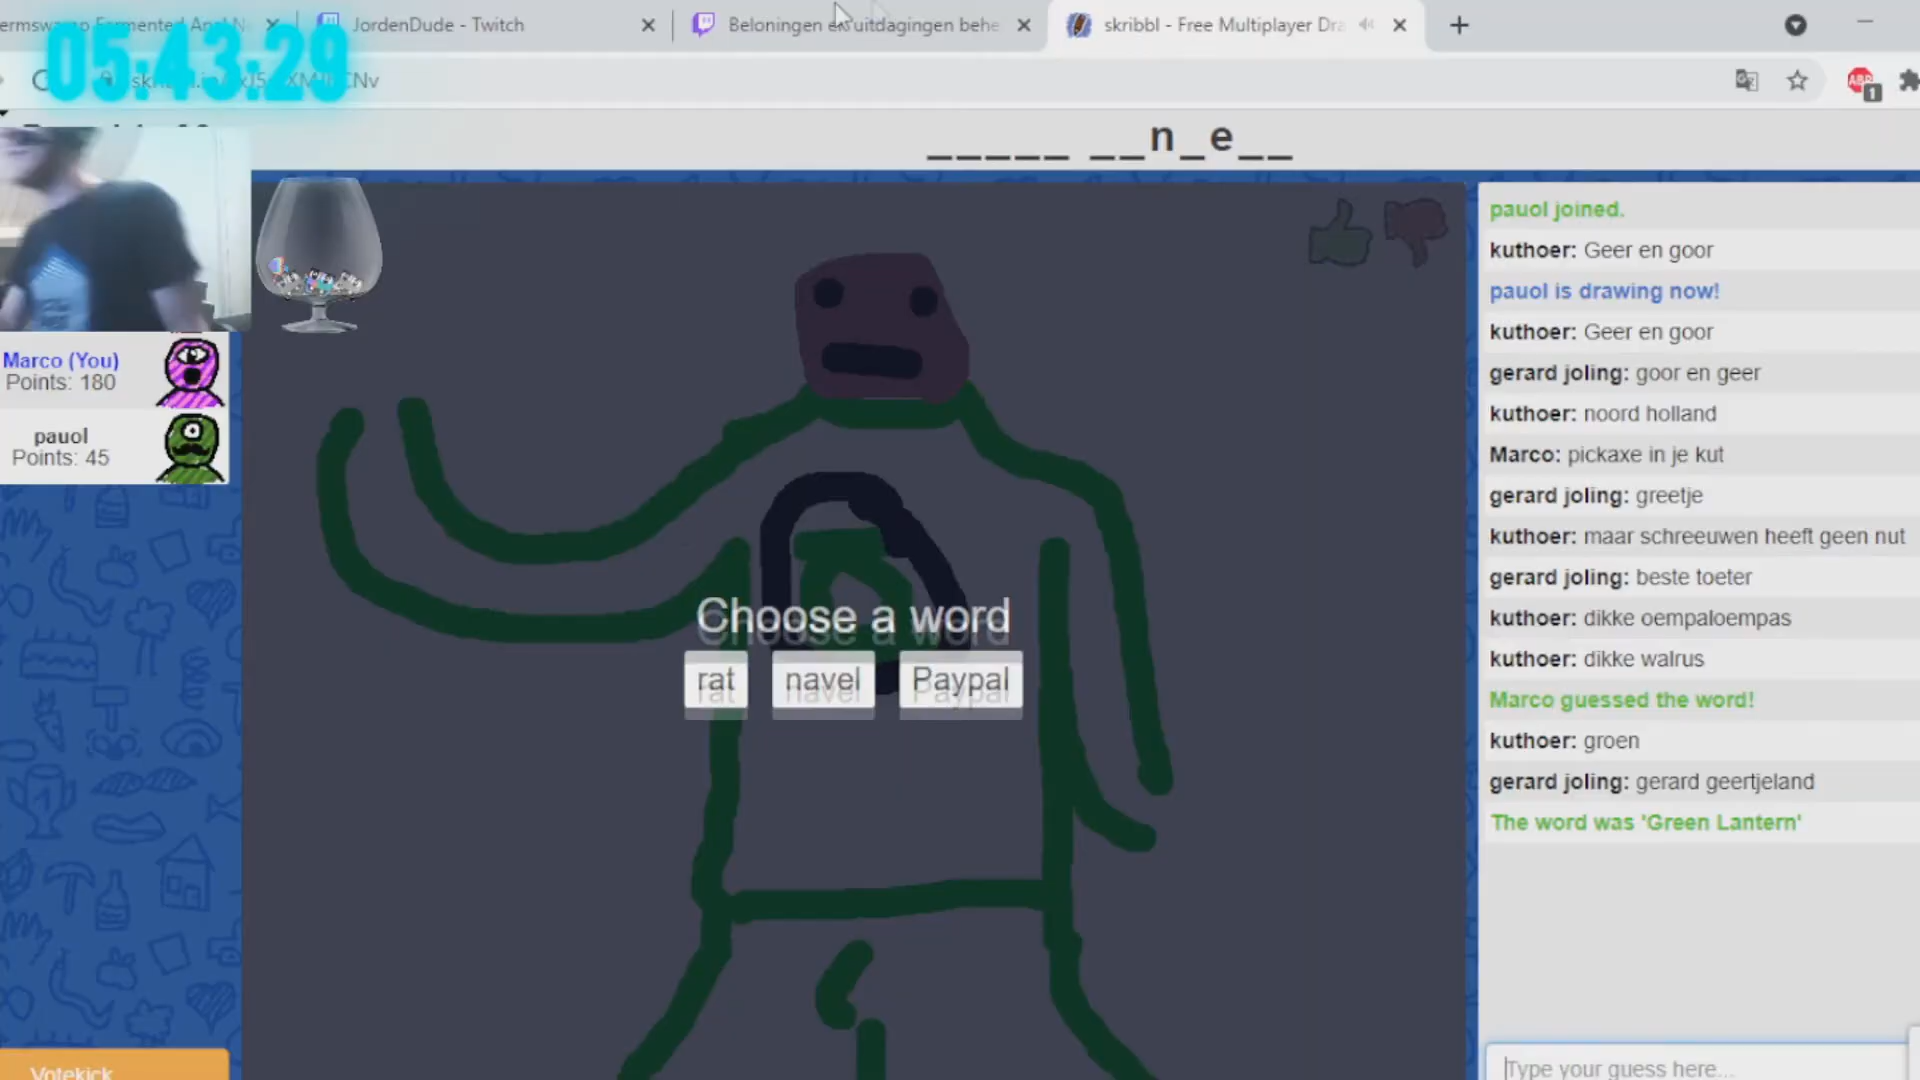 JordenDude - Twitch
Beloningen en uitdagingen behe
skribbl - Free Multiplayer Dra
05:43:29
ABP
1
_____ __n_e__
Marco (You)
Points: 180
pauol
Points: 45
Choose a word
rat
navel
Paypal
pauol joined.
kuthoer: Geer en goor
pauol is drawing now!
kuthoer: Geer en goor
gerard joling: goor en geer
kuthoer: noord holland
Marco: pickaxe in je kut
gerard joling: greetje
kuthoer: maar schreeuwen heeft geen nut
gerard joling: beste toeter
kuthoer: dikke oempaloempas
kuthoer: dikke walrus
Marco guessed the word!
kuthoer: groen
gerard joling: gerard geertjeland
The word was 'Green Lantern'
Type your guess here...
Votekick